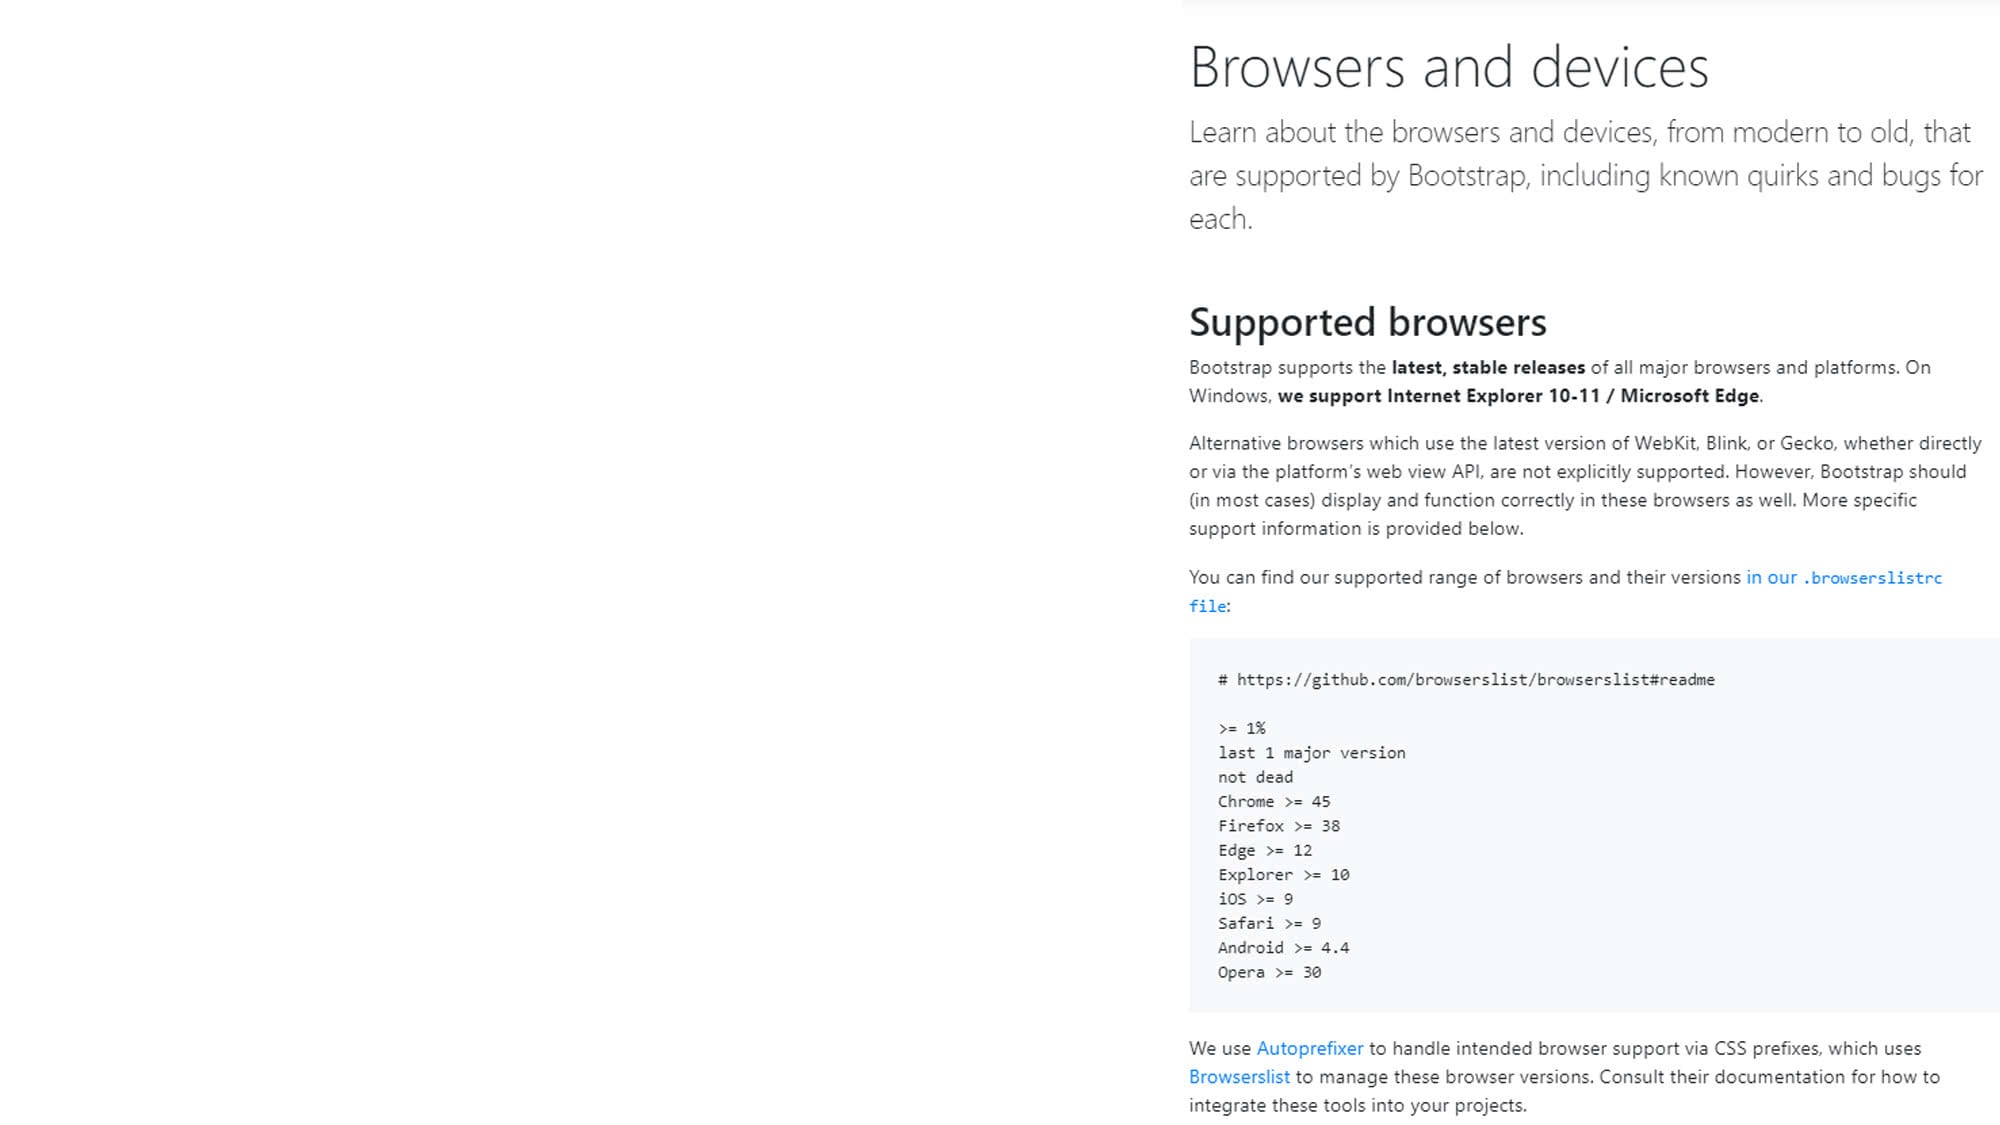 Browsers and devices
Learn about the browsers and devices, from modern to old, that
are supported by Bootstrap, including known quirks and bugs for
each.
Supported browsers
Bootstrap supports the latest, stable releases of all major browsers and platforms. On
Windows, we support Internet Explorer 10-11 / Microsoft Edge.
Alternative browsers which use the latest version of WebKit, Blink, or Gecko, whether directly
or via the platform's web view API, are not explicitly supported. However, Bootstrap should
(in most cases) display and function correctly in these browsers as well. More specific
support information is provided below.
You can find our supported range of browsers and their versions in our .browserslistrc
file:
# https://github.com/browserslist/browserslist#readme
>= 1%
last 1 major version
not dead
Chrome >= 45
Firefox >= 38
Edge >= 12
Explorer >= 10
iOS >= 9
Safari >= 9
Android >= 4.4
Opera >= 30
We use Autoprefixer to handle intended browser support via CSS prefixes, which uses
Browserslist to manage these browser versions. Consult their documentation for how to
integrate these tools into your projects.